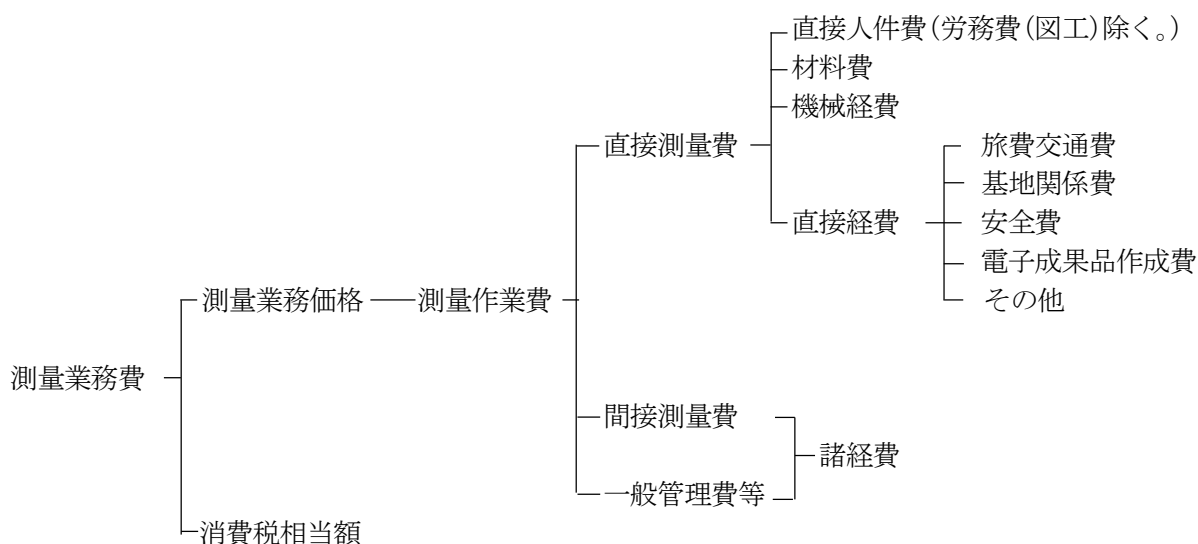 直接人件費（労務費（図工）除く。）
材料費
機械経費
直接測量費
旅費交通費
基地関係費
直接経費
安全費
電子成果品作成費
測量業務価格
測量作業費
その他
測量業務費
間接測量費
諸経費
一般管理費等
消費税相当額